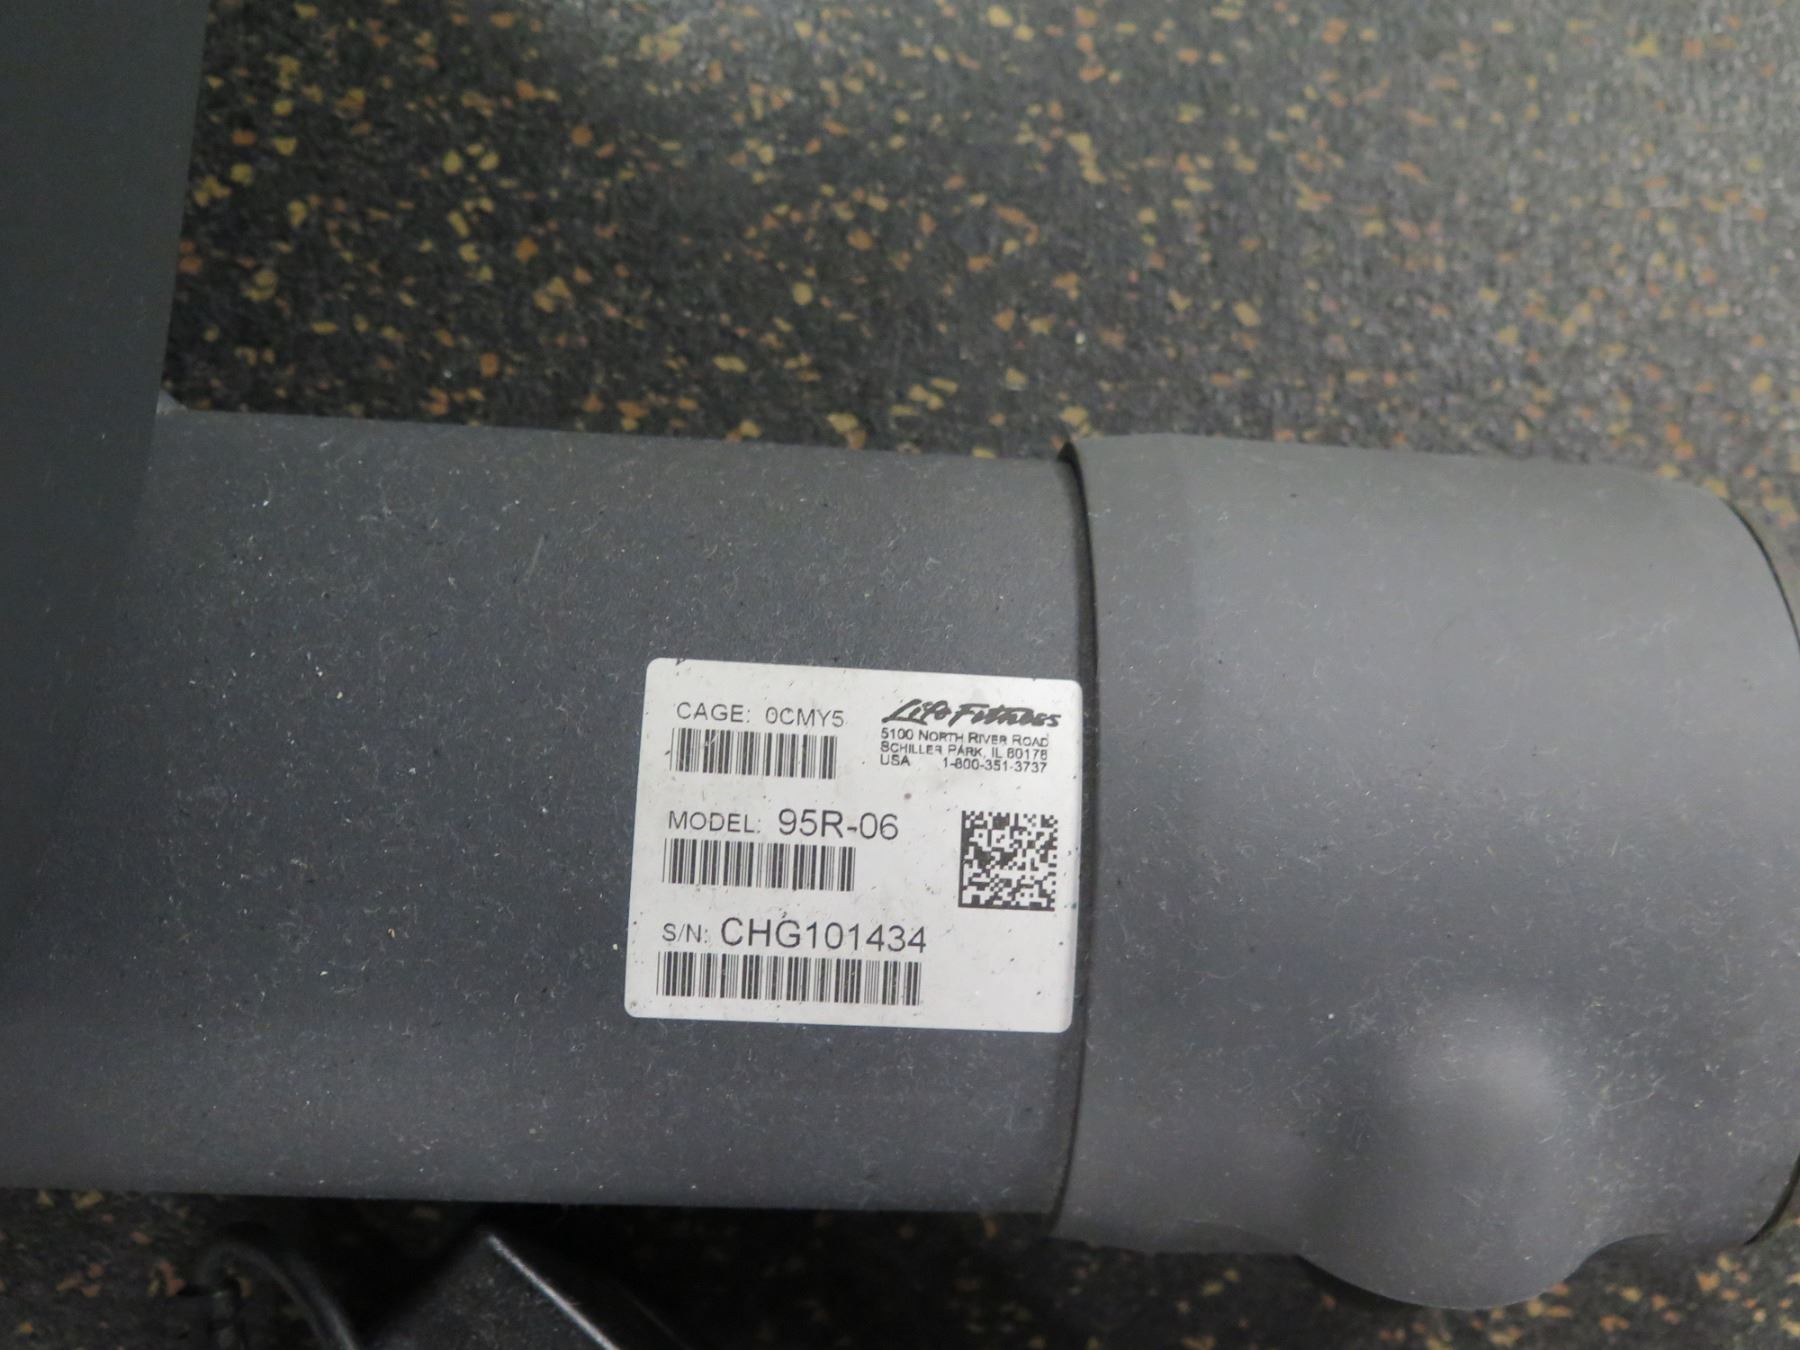 CAGE: 0CMY5
Life Fitness
5100 NORTH RIVER ROAD
SCHILLER PARK, IL 60176
USA 1-800-351-3737
MODEL: 95R-06
S/N: CHG101434